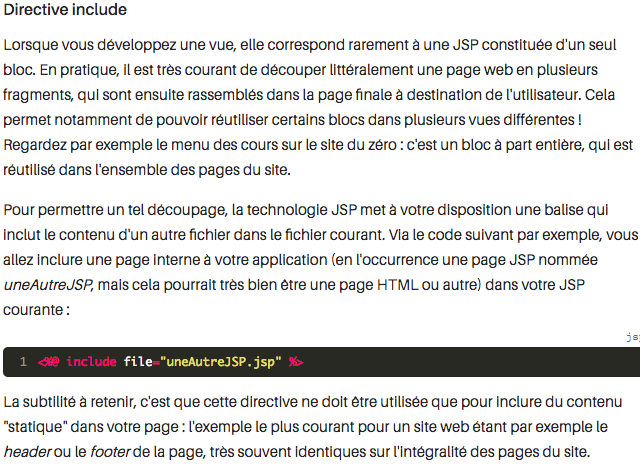 Directive include
Lorsque vous développez une vue, elle correspond rarement à une JSP constituée d'un seul
bloc. En pratique, il est très courant de découper littéralement une page web en plusieurs
fragments, qui sont ensuite rassemblés dans la page finale à destination de l'utilisateur. Cela
permet notamment de pouvoir réutiliser certains blocs dans plusieurs vues différentes !
Regardez par exemple le menu des cours sur le site du zéro : c'est un bloc à part entière, qui est
réutilisé dans l'ensemble des pages du site.
Pour permettre un tel découpage, la technologie JSP met à votre disposition une balise qui
inclut le contenu d'un autre fichier dans le fichier courant. Via le code suivant par exemple, vous
allez inclure une page interne à votre application (en l'occurrence une page JSP nommée
uneAutreJSP, mais cela pourrait très bien être une page HTML ou autre) dans votre JSP
courante :
jsp
1 <%@ include file="uneAutreJSP.jsp" %>
La subtilité à retenir, c'est que cette directive ne doit être utilisée que pour inclure du contenu
"statique" dans votre page : l'exemple le plus courant pour un site web étant par exemple le
header ou le footer de la page, très souvent identiques sur l'intégralité des pages du site.